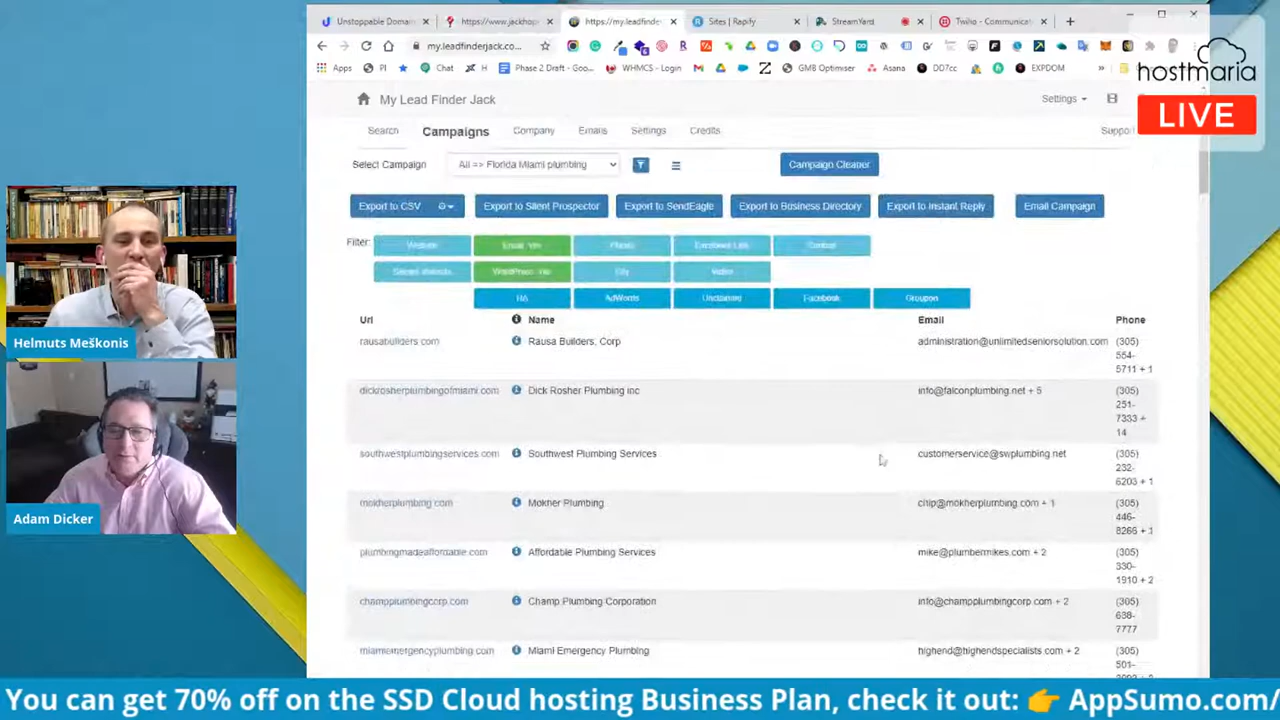 Unstoppable Domai
https://www.jackhop
https://my.leadfinder
Sites | Rapify
StreamYard
Twilio - Communicat
my.leadfinderjack.co...
Apps
PI
Chat
H
Phase 2 Draft - Goo...
WHMCS - Login
GMB Optimiser
Asana
DD7cc
EXPDOM
hostmaria
LIVE
My Lead Finder Jack
Settings
Search
Campaigns
Company
Emails
Settings
Credits
Support
Select Campaign
All => Florida Miami plumbing
Campaign Cleaner
Export to CSV
Export to Silent Prospector
Export to SendEagle
Export to Business Directory
Export to Instant Reply
Email Campaign
Filter:
Website
Email: Yes
Phone
Facebook Link
Contact
WordPress: No
City
AdWords
Unclaimed
Facebook
Groupon
Url
Name
Email
Phone
rausabuilders.com
Rausa Builders, Corp
administration@unlimitedseniorsolution.com
(305)
554-
5711 + 1
dickrosherplumbingofmiami.com
Dick Rosher Plumbing Inc
info@falconplumbing.net + 5
(305)
251-
7333 +
14
southwestplumbingservices.com
Southwest Plumbing Services
customerservice@swplumbing.net
(305)
232-
6203 + 1
mokherplumbing.com
Mokher Plumbing
chip@mokherplumbing.com + 1
(305)
446-
8266 + 3
plumbingmadeaffordable.com
Affordable Plumbing Services
mike@plumbermikes.com + 2
(305)
330-
1910 + 2
champplumbingcorp.com
Champ Plumbing Corporation
info@champplumbingcorp.com + 2
(305)
638-
7777
miamiemergencyplumbing.com
Miami Emergency Plumbing
highend@highendspecialists.com + 2
(305)
501-
Helmuts Meškonis
Adam Dicker
You can get 70% off on the SSD Cloud hosting Business Plan, check it out: 👉 AppSumo.com/